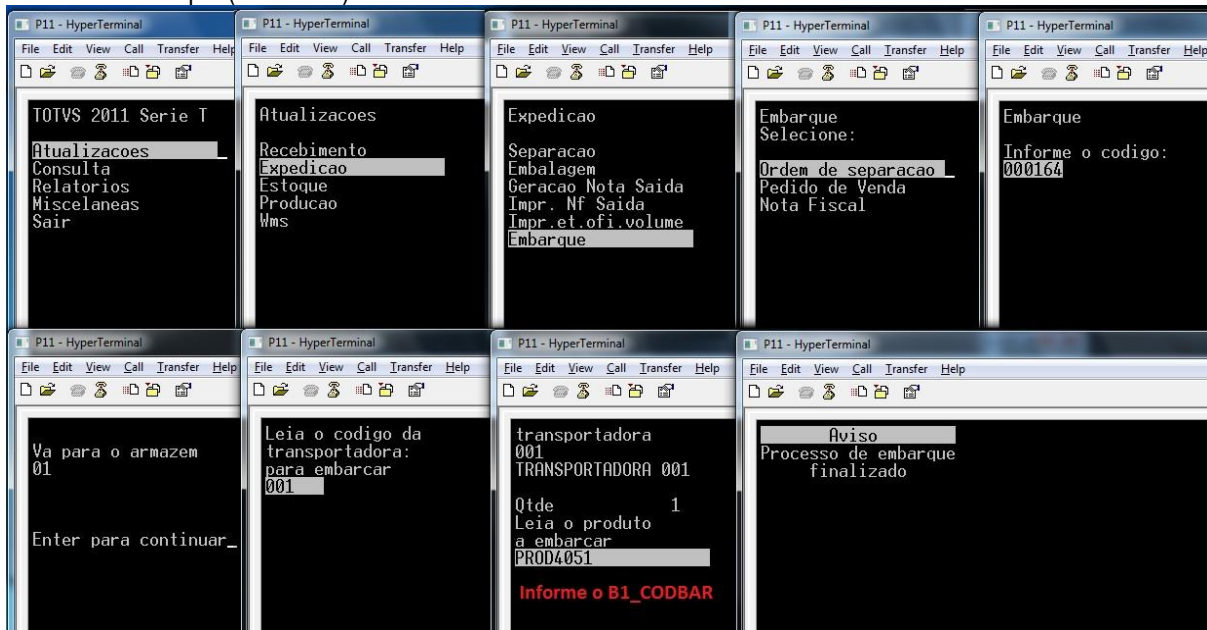 P11 - HyperTerminal
File Edit View Call Transfer Help
TOTVS 2011 Serie T
Atualizacoes
Consulta
Relatorios
Miscelaneas
Sair
P11 - HyperTerminal
File Edit View Call Transfer Help
Atualizacoes
Recebimento
Expedicao
Estoque
Producao
Wms
P11 - HyperTerminal
File Edit View Call Transfer Help
Expedicao
Separacao
Embalagem
Geracao Nota Saida
Impr. Nf Saida
Impr.et.ofi.volume
Embarque
P11 - HyperTerminal
File Edit View Call Transfer Help
Embarque
Selecione:
Ordem de separacao
Pedido de Venda
Nota Fiscal
P11 - HyperTerminal
File Edit View Call Transfer Help
Embarque
Informe o codigo:
000164
P11 - HyperTerminal
File Edit View Call Transfer Help
Va para o armazem
01
Enter para continuar_
P11 - HyperTerminal
File Edit View Call Transfer Help
Leia o codigo da
transportadora:
para embarcar
001
P11 - HyperTerminal
File Edit View Call Transfer Help
transportadora
001
TRANSPORTADORA 001
Qtde 1
Leia o produto
a embarcar
PROD4051
Informe o B1_CODBAR
P11 - HyperTerminal
File Edit View Call Transfer Help
Aviso
Processo de embarque
finalizado